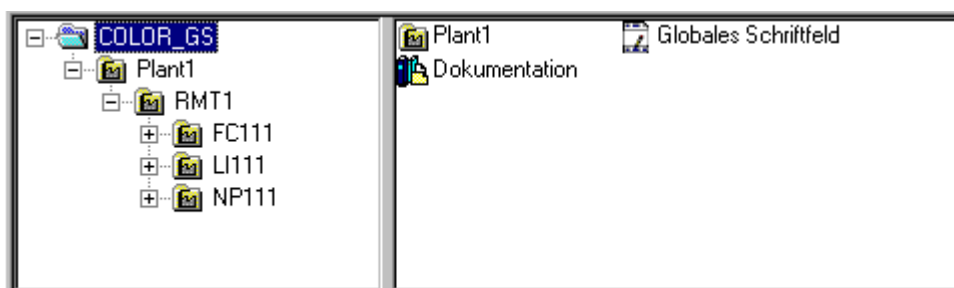 COLOR_GS
Plant1
RMT1
FC111
LI111
NP111
Plant1
Globales Schriftfeld
Dokumentation